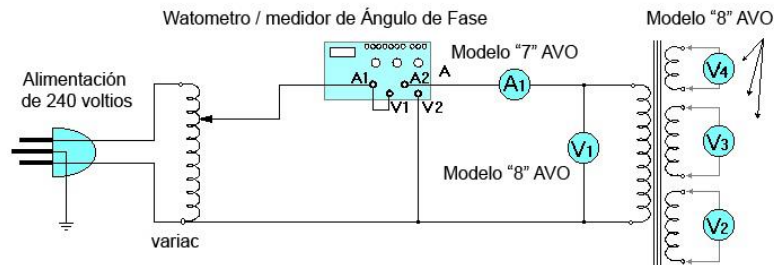 Watometro / medidor de Ángulo de Fase
Modelo “8” AVO
Alimentación
de 240 voltios
A1
A2
A
V1
V2
Modelo “7” AVO
A1
V1
Modelo “8” AVO
V4
V3
V2
variac